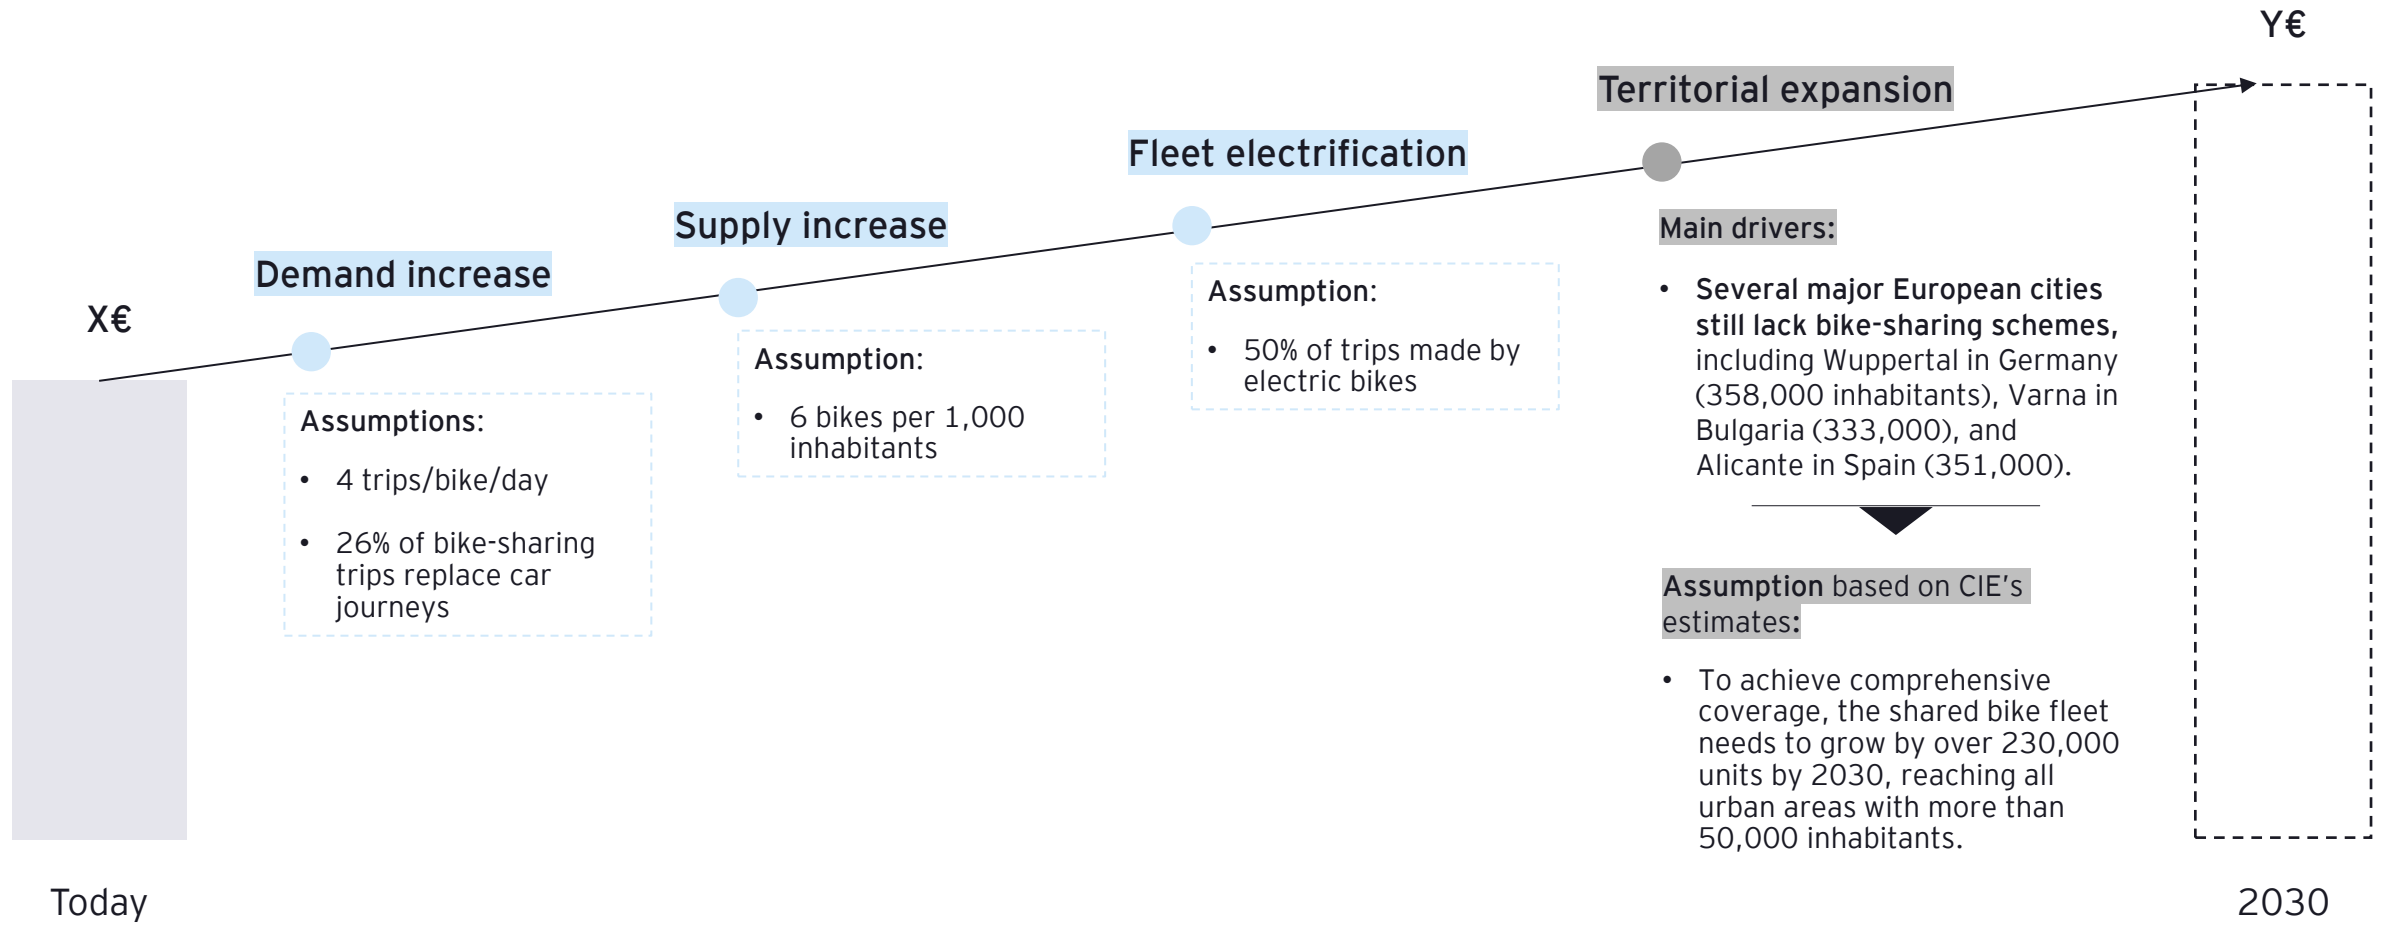 Y€
Territorial expansion
Fleet electrification
Supply increase
Demand increase
X€
Assumptions:
• 4 trips/bike/day
• 26% of bike-sharing
trips replace car
journeys
Assumption:
• 6 bikes per 1,000
inhabitants
Assumption:
• 50% of trips made by
electric bikes
Main drivers:
• Several major European cities
still lack bike-sharing schemes,
including Wuppertal in Germany
(358,000 inhabitants), Varna in
Bulgaria (333,000), and
Alicante in Spain (351,000).
Assumption based on CIE’s
estimates:
• To achieve comprehensive
coverage, the shared bike fleet
needs to grow by over 230,000
units by 2030, reaching all
urban areas with more than
50,000 inhabitants.
Today
2030